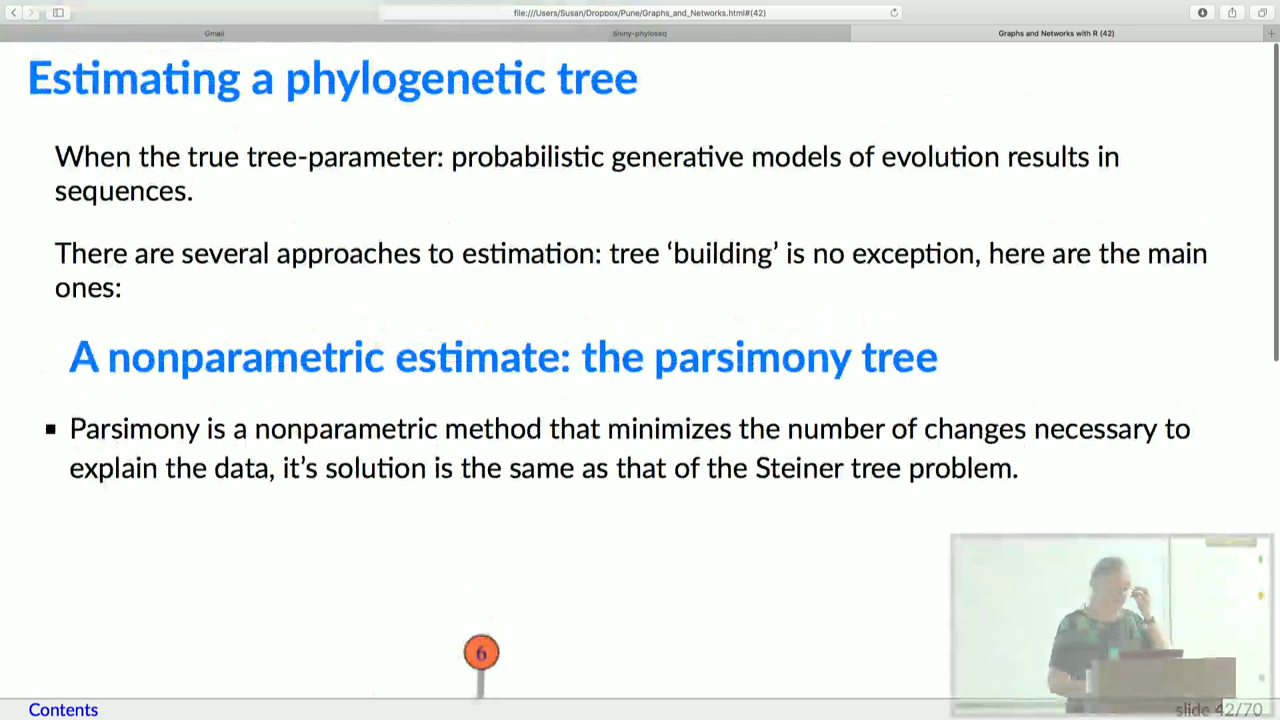 file:///Users/Susan/Dropbox/Pune/Graphs_and_Networks.html#(42)
Gmail
Shiny-phyloseq
Graphs and Networks with R (42)
Estimating a phylogenetic tree
When the true tree-parameter: probabilistic generative models of evolution results in
sequences.
There are several approaches to estimation: tree ‘building’ is no exception, here are the main
ones:
A nonparametric estimate: the parsimony tree
Parsimony is a nonparametric method that minimizes the number of changes necessary to
explain the data, it’s solution is the same as that of the Steiner tree problem.
6
Contents
slide 42/70